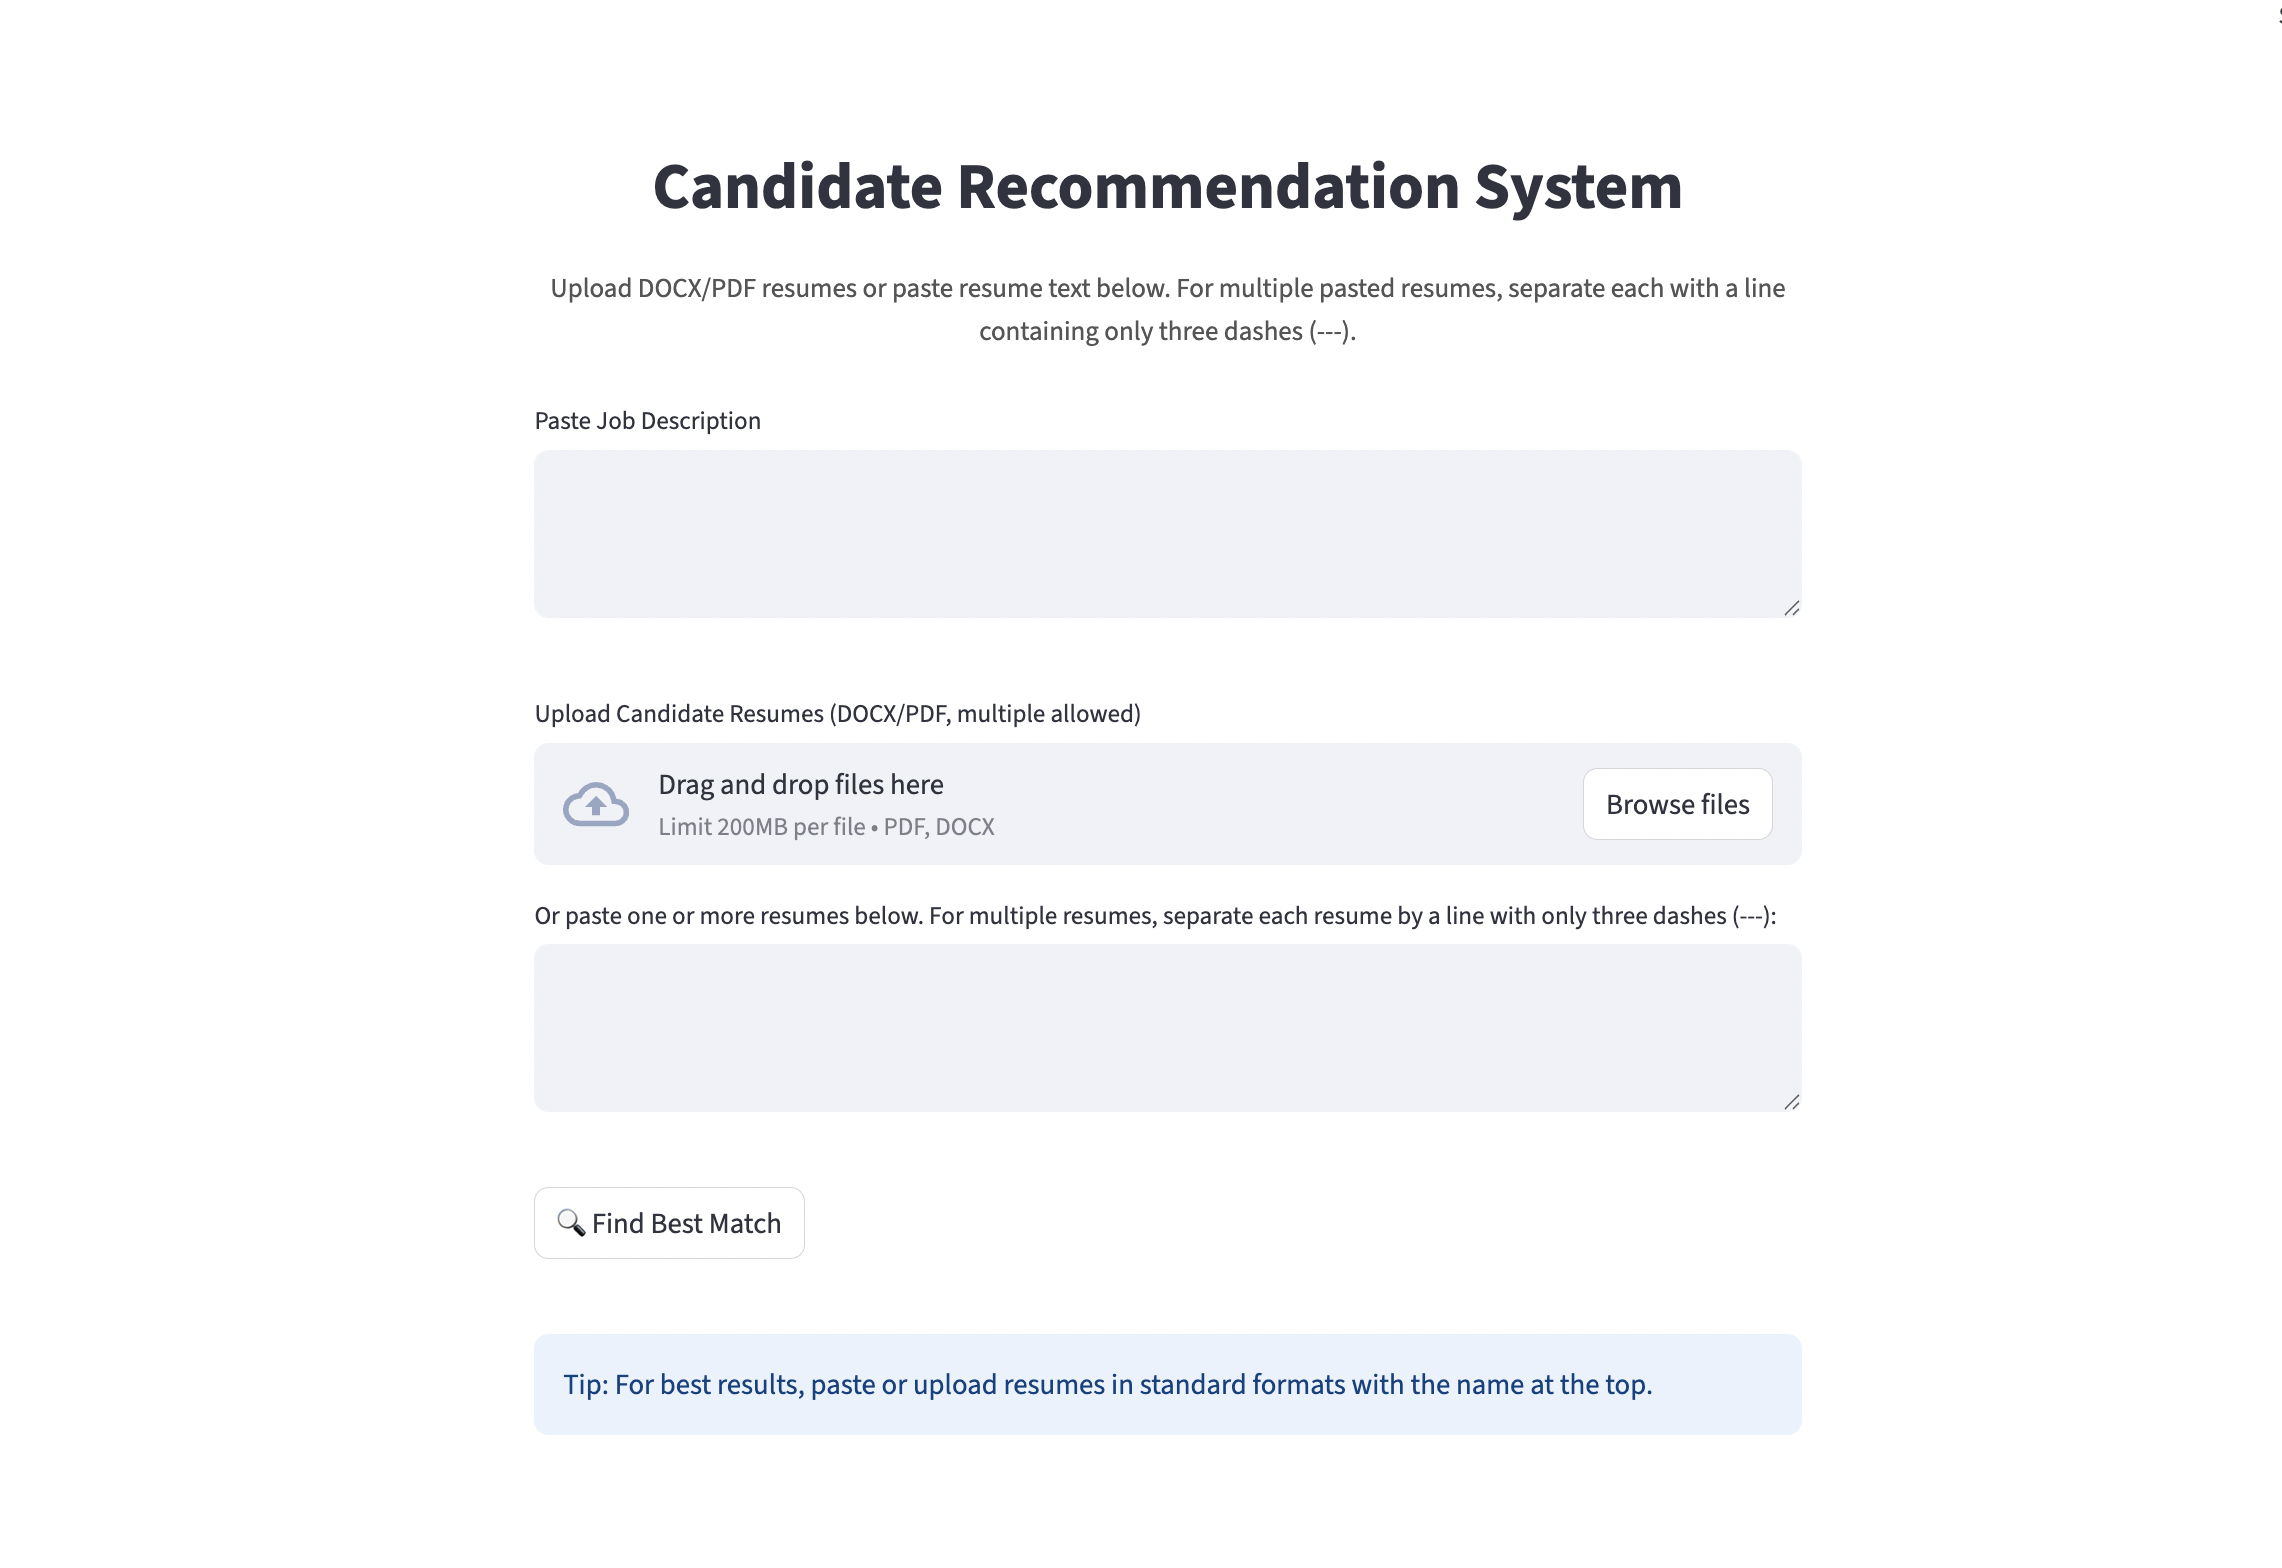 Candidate Recommendation System
Upload DOCX/PDF resumes or paste resume text below. For multiple pasted resumes, separate each with a line
containing only three dashes (---).
Paste Job Description
Upload Candidate Resumes (DOCX/PDF, multiple allowed)
Drag and drop files here
Limit 200MB per file • PDF, DOCX
Browse files
Or paste one or more resumes below. For multiple resumes, separate each resume by a line with only three dashes (---):
🔍 Find Best Match
Tip: For best results, paste or upload resumes in standard formats with the name at the top.